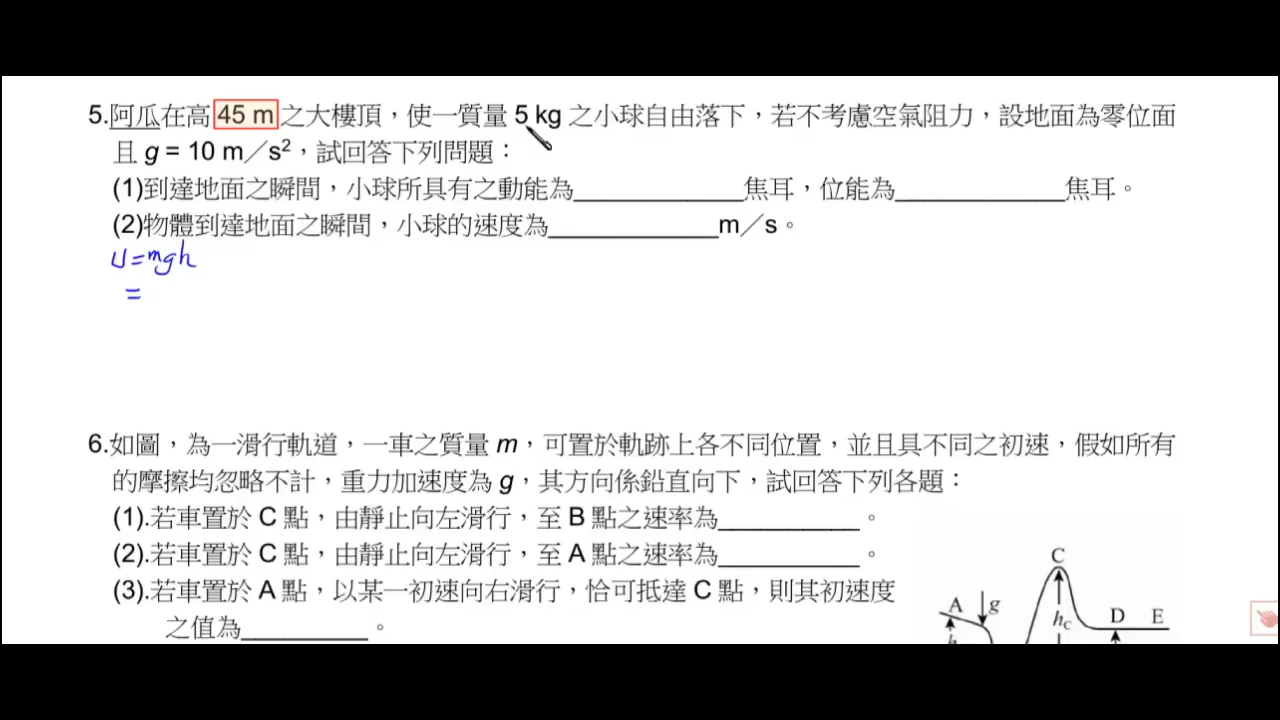 5.阿瓜在高 45 m 之大樓頂，使一質量 5 kg 之小球自由落下，若不考慮空氣阻力，設地面為零位面
且 g = 10 m／s²，試回答下列問題：
(1)到達地面之瞬間，小球所具有之動能為____________焦耳，位能為____________焦耳。
(2)物體到達地面之瞬間，小球的速度為____________m／s。
U=mgh
=
6.如圖，為一滑行軌道，一車之質量 m，可置於軌跡上各不同位置，並且具不同之初速，假如所有
的摩擦均忽略不計，重力加速度為 g，其方向係鉛直向下，試回答下列各題：
(1).若車置於 C 點，由靜止向左滑行，至 B 點之速率為__________。
(2).若車置於 C 點，由靜止向左滑行，至 A 點之速率為__________。
(3).若車置於 A 點，以某一初速向右滑行，恰可抵達 C 點，則其初速度
之值為_________。
C
A g hC D E